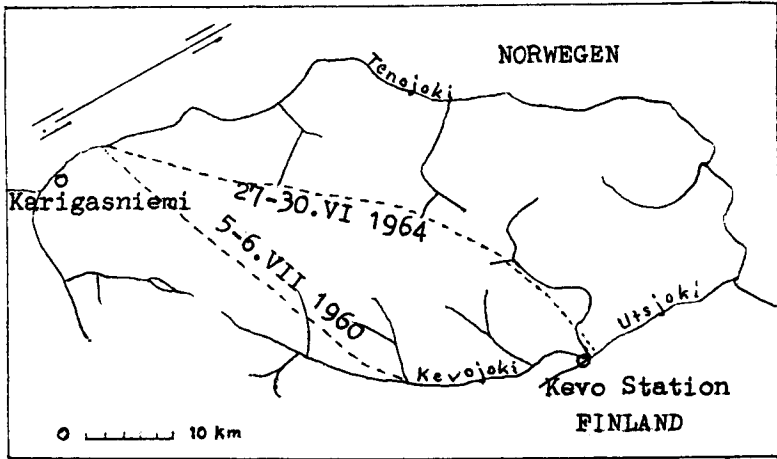 NORWEGEN
Tenojoki
Karigasniemi
27-30.VI 1964
5-6.VII 1960
Utsjoki
Kevojoki
Kevo Station
FINLAND
0 10 km